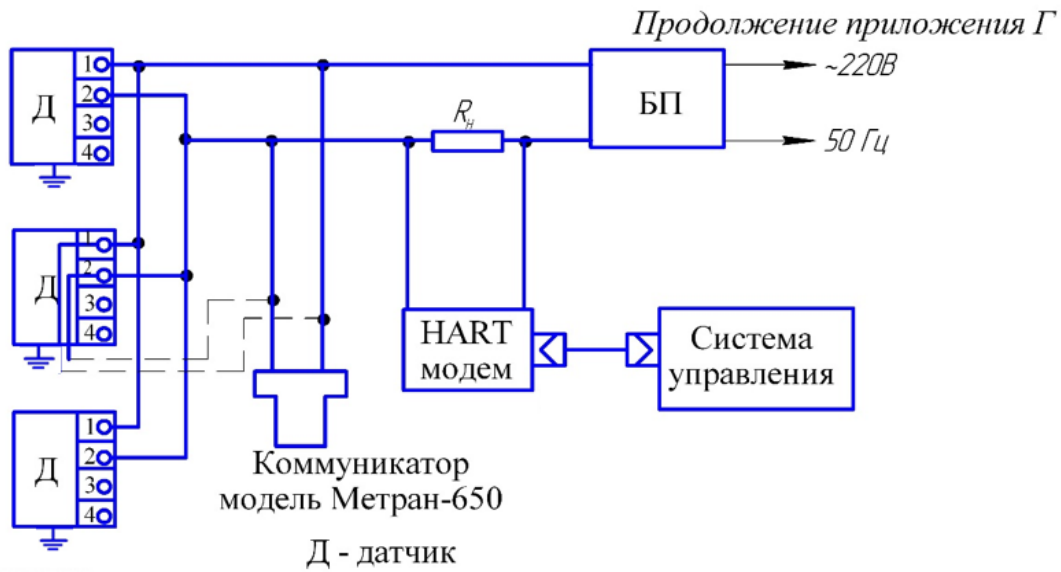 Продолжение приложения Г
Д
1
2
3
4
БП
~220В
50 Гц
Rн
Д
1
2
3
4
HART
модем
Система
управления
Д
1
2
3
4
Коммуникатор
модель Метран-650
Д - датчик